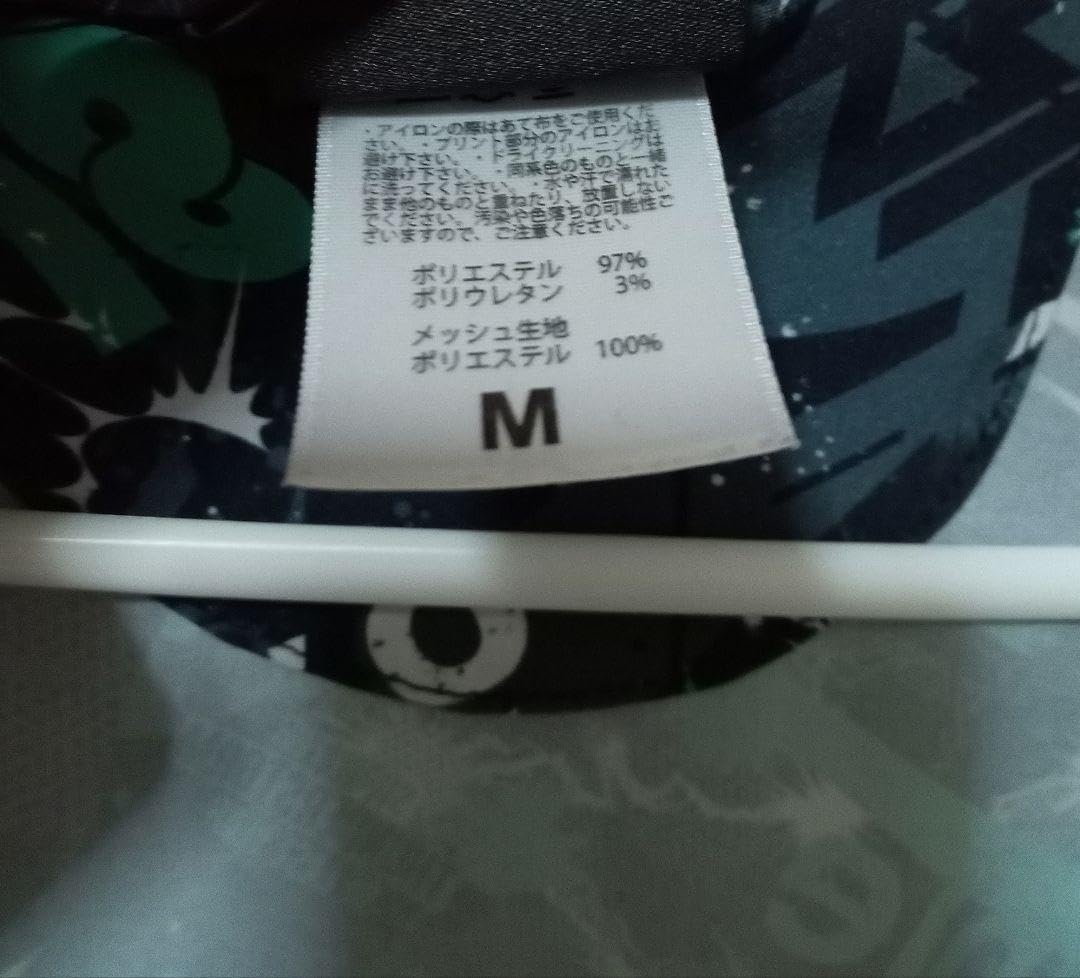 ・アイロンの際はあて布をご使用くだ
さい。・プリント部分のアイロンはお
避け下さい。・ドライクリーニングは
お避け下さい。・同系色のものと一緒
に洗ってください。・水や汗で濡れた
まま他のものと重ねたり、放置しない
でください。汚染や色落ちの可能性ご
ざいますので、ご注意ください。
ポリエステル 97%
ポリウレタン 3%
メッシュ生地
ポリエステル 100%
M